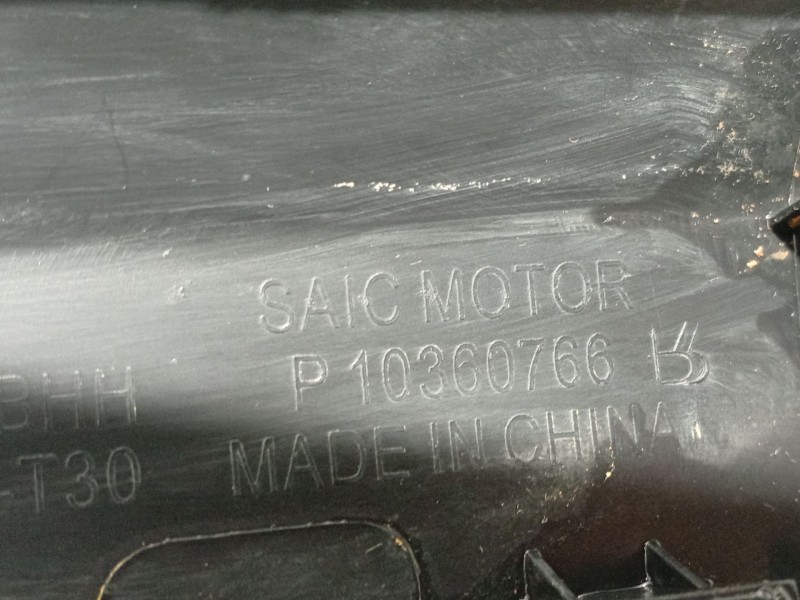 SAIC MOTOR
P 10360766
BHH
MADE IN CHINA
-T30